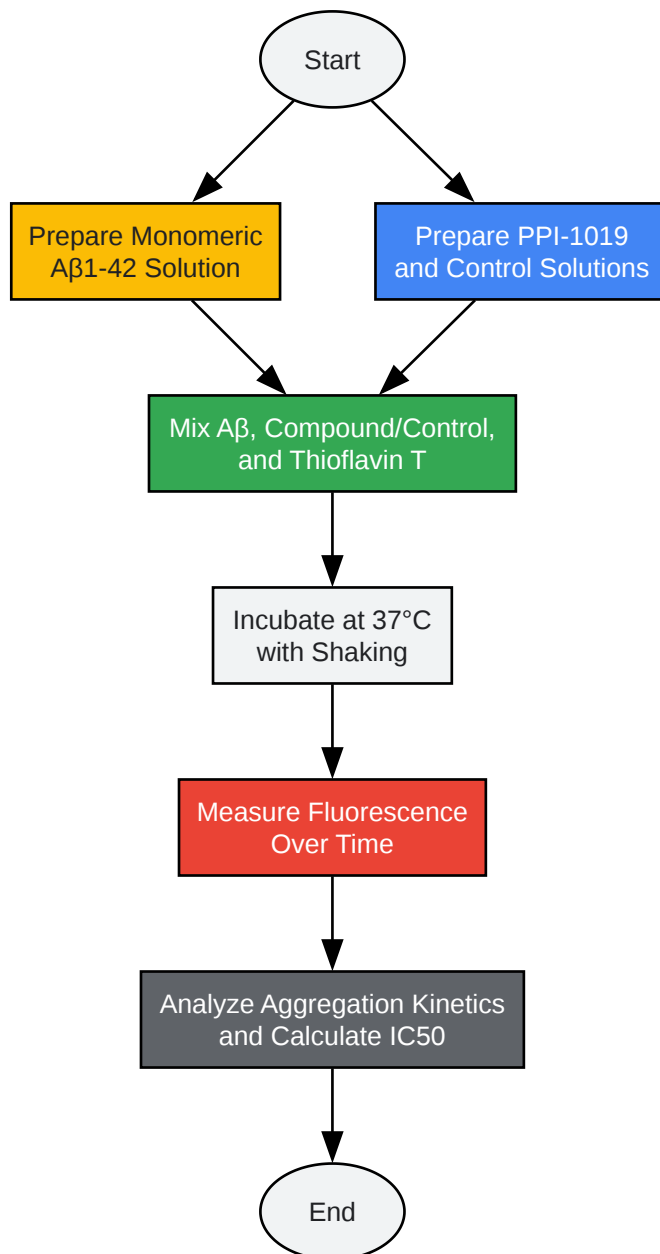 Start
Prepare Monomeric
Aβ1-42 Solution
Prepare PPI-1019
and Control Solutions
Mix Aβ, Compound/Control,
and Thioflavin T
Incubate at 37°C
with Shaking
Measure Fluorescence
Over Time
Analyze Aggregation Kinetics
and Calculate IC50
End